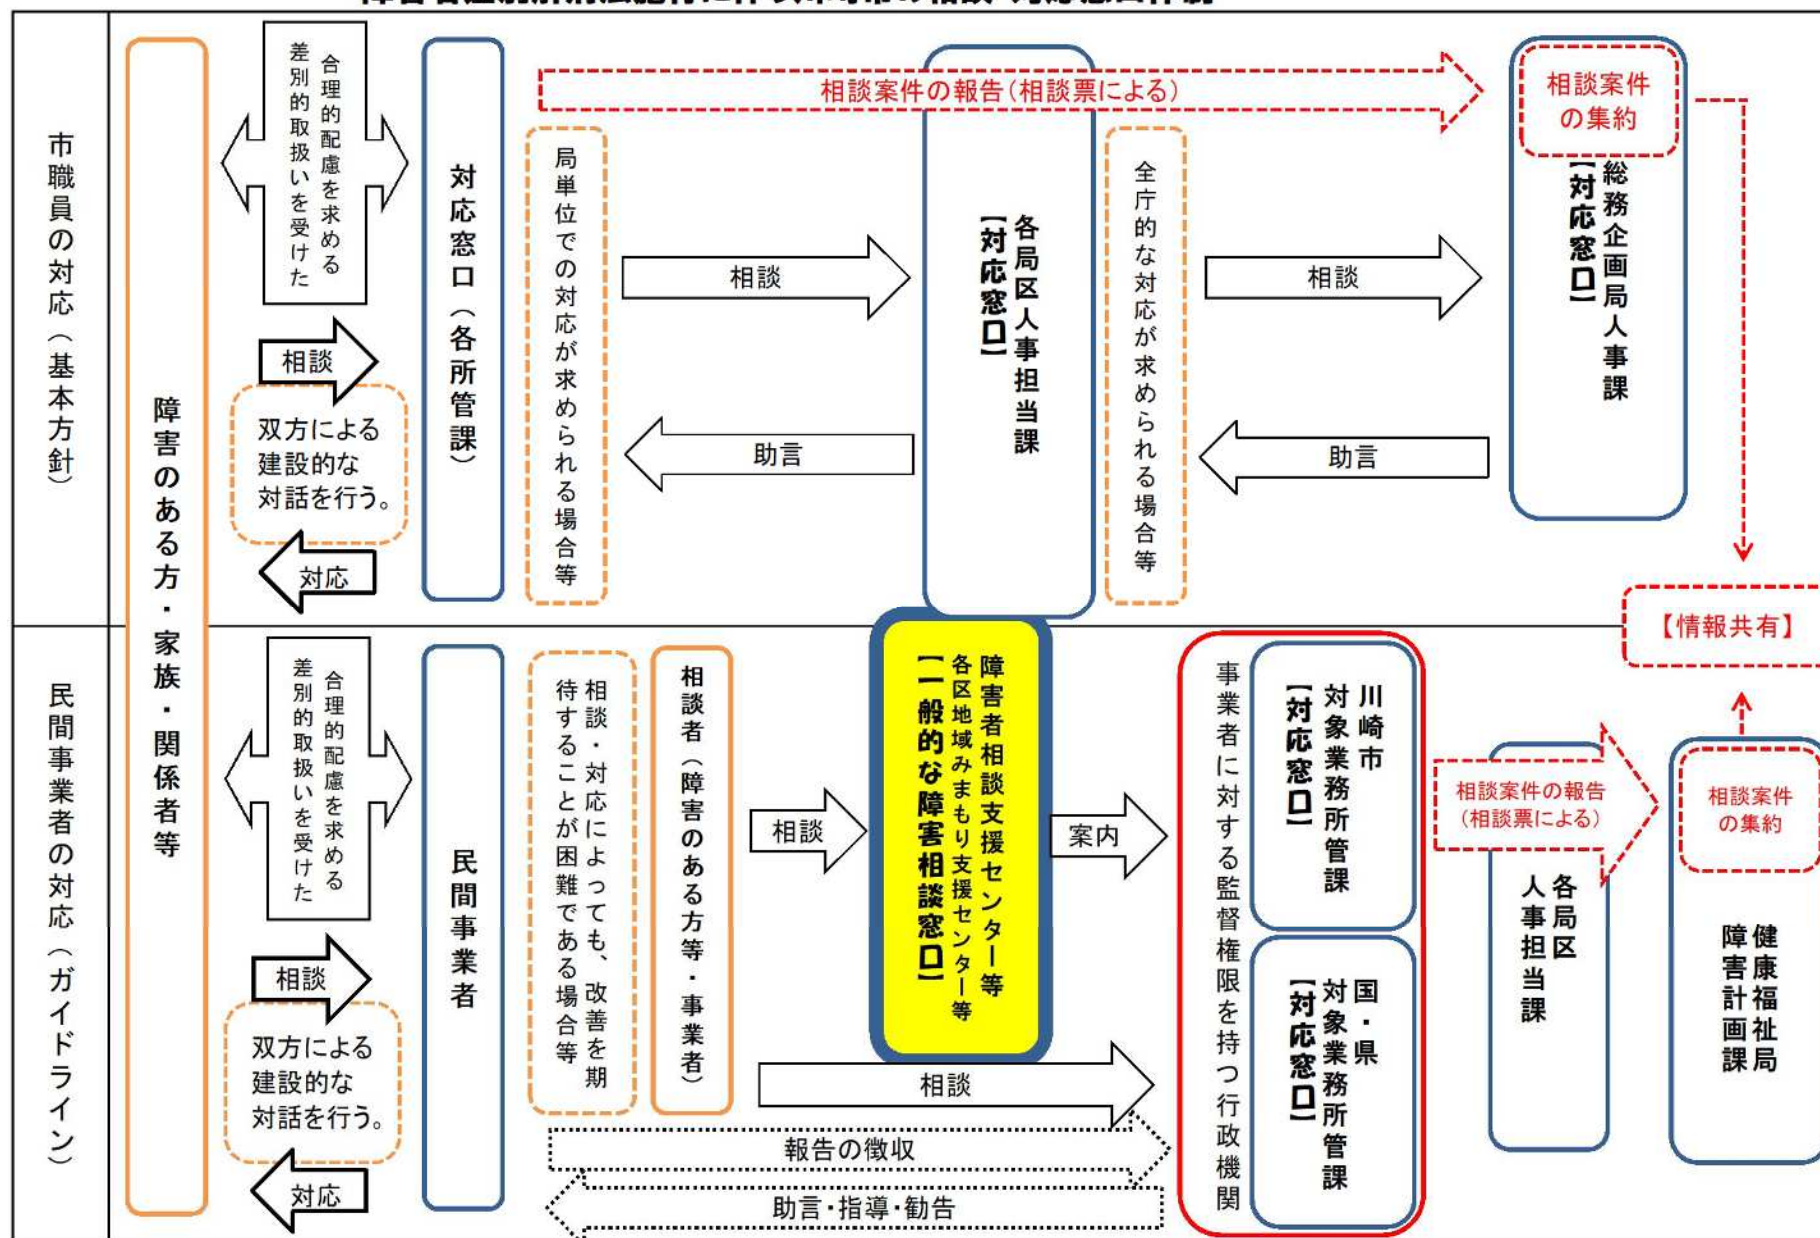 市職員の対応（基本方針）
障害のある方・家族・関係者等
合理的配慮を求める
差別的取扱いを受けた
相談
双方による
建設的な
対話を行う。
対応
対応窓口（各所管課）
相談案件の報告（相談票による）
局単位での対応が求められる場合等
相談
助言
各局区人事担当課
【対応窓口】
全庁的な対応が求められる場合等
相談
助言
相談案件
の集約
総務企画局人事課
【対応窓口】
【情報共有】
民間事業者の対応（ガイドライン）
合理的配慮を求める
差別的取扱いを受けた
相談
双方による
建設的な
対話を行う。
対応
民間事業者
相談・対応によっても、改善を期
待することが困難である場合等
相談者（障害のある方等・事業者）
相談
障害者相談支援センター等
各区地域みまもり支援センター等
【一般的な障害相談窓口】
案内
相談
報告の徴収
助言・指導・勧告
事業者に対する監督権限を持つ行政機関
川崎市
対象業務所管課
【対応窓口】
国・県
対象業務所管課
【対応窓口】
相談案件の報告
（相談票による）
各局区
人事担当課
相談案件
の集約
健康福祉局
障害計画課